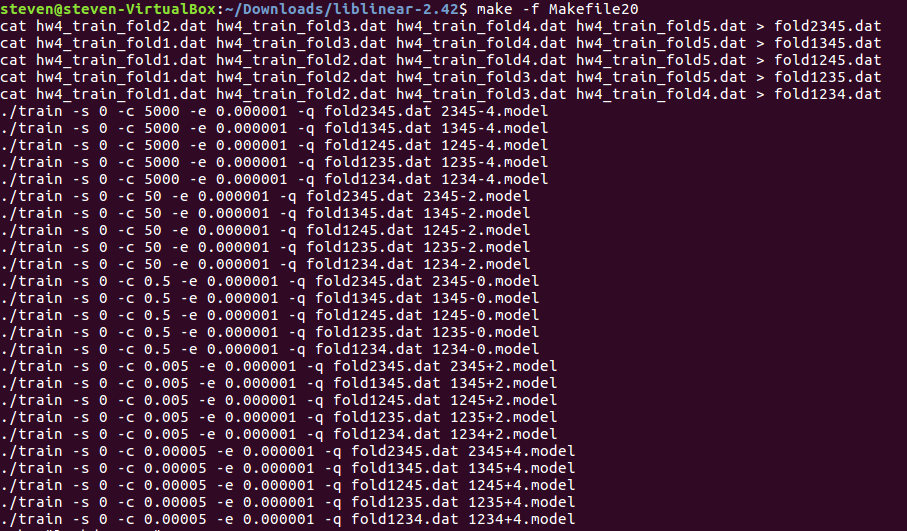 steven@steven-VirtualBox:~/Downloads/liblinear-2.42$ make -f Makefile20
cat hw4_train_fold2.dat hw4_train_fold3.dat hw4_train_fold4.dat hw4_train_fold5.dat > fold2345.dat
cat hw4_train_fold1.dat hw4_train_fold3.dat hw4_train_fold4.dat hw4_train_fold5.dat > fold1345.dat
cat hw4_train_fold1.dat hw4_train_fold2.dat hw4_train_fold4.dat hw4_train_fold5.dat > fold1245.dat
cat hw4_train_fold1.dat hw4_train_fold2.dat hw4_train_fold3.dat hw4_train_fold5.dat > fold1235.dat
cat hw4_train_fold1.dat hw4_train_fold2.dat hw4_train_fold3.dat hw4_train_fold4.dat > fold1234.dat
./train -s 0 -c 5000 -e 0.000001 -q fold2345.dat 2345-4.model
./train -s 0 -c 5000 -e 0.000001 -q fold1345.dat 1345-4.model
./train -s 0 -c 5000 -e 0.000001 -q fold1245.dat 1245-4.model
./train -s 0 -c 5000 -e 0.000001 -q fold1235.dat 1235-4.model
./train -s 0 -c 5000 -e 0.000001 -q fold1234.dat 1234-4.model
./train -s 0 -c 50 -e 0.000001 -q fold2345.dat 2345-2.model
./train -s 0 -c 50 -e 0.000001 -q fold1345.dat 1345-2.model
./train -s 0 -c 50 -e 0.000001 -q fold1245.dat 1245-2.model
./train -s 0 -c 50 -e 0.000001 -q fold1235.dat 1235-2.model
./train -s 0 -c 50 -e 0.000001 -q fold1234.dat 1234-2.model
./train -s 0 -c 0.5 -e 0.000001 -q fold2345.dat 2345-0.model
./train -s 0 -c 0.5 -e 0.000001 -q fold1345.dat 1345-0.model
./train -s 0 -c 0.5 -e 0.000001 -q fold1245.dat 1245-0.model
./train -s 0 -c 0.5 -e 0.000001 -q fold1235.dat 1235-0.model
./train -s 0 -c 0.5 -e 0.000001 -q fold1234.dat 1234-0.model
./train -s 0 -c 0.005 -e 0.000001 -q fold2345.dat 2345+2.model
./train -s 0 -c 0.005 -e 0.000001 -q fold1345.dat 1345+2.model
./train -s 0 -c 0.005 -e 0.000001 -q fold1245.dat 1245+2.model
./train -s 0 -c 0.005 -e 0.000001 -q fold1235.dat 1235+2.model
./train -s 0 -c 0.005 -e 0.000001 -q fold1234.dat 1234+2.model
./train -s 0 -c 0.00005 -e 0.000001 -q fold2345.dat 2345+4.model
./train -s 0 -c 0.00005 -e 0.000001 -q fold1345.dat 1345+4.model
./train -s 0 -c 0.00005 -e 0.000001 -q fold1245.dat 1245+4.model
./train -s 0 -c 0.00005 -e 0.000001 -q fold1235.dat 1235+4.model
./train -s 0 -c 0.00005 -e 0.000001 -q fold1234.dat 1234+4.model